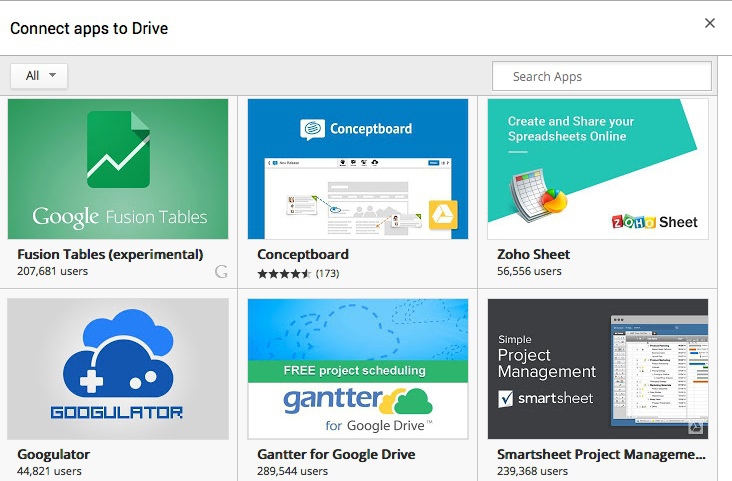 Connect apps to Drive
All
Search Apps
Google Fusion Tables
Fusion Tables (experimental)
207,681 users
G
Conceptboard
New Release
Conceptboard
(173)
Create and Share your
Spreadsheets Online
ZOHO Sheet
Zoho Sheet
56,556 users
GOOGULATOR
Googulator
44,821 users
FREE project scheduling
gantter
for Google Drive™
Gantter for Google Drive
289,544 users
Simple
Project
Management
smartsheet
Smartsheet Project Manageme...
239,368 users